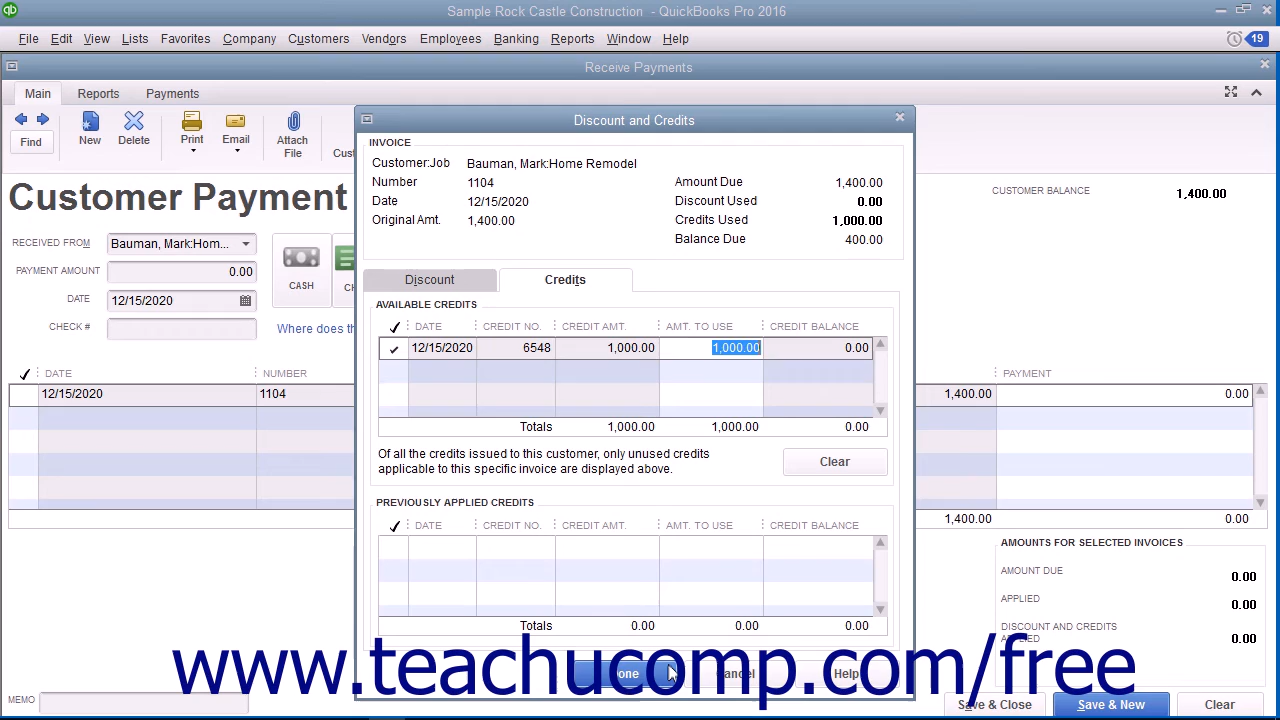 qb
Sample Rock Castle Construction - QuickBooks Pro 2016
File Edit View Lists Favorites Company Customers Vendors Employees Banking Reports Window Help
19
Receive Payments
Main Reports Payments
Find
New
Delete
Print
Email
Attach
File
Discount and Credits
INVOICE
Customer:Job Bauman, Mark:Home Remodel
Number 1104 Amount Due 1,400.00
Date 12/15/2020 Discount Used 0.00
Original Amt. 1,400.00 Credits Used 1,000.00
Balance Due 400.00
Customer Payment
CUSTOMER BALANCE 1,400.00
RECEIVED FROM Bauman, Mark:Hom...
PAYMENT AMOUNT 0.00
DATE 12/15/2020
CHECK #
CASH
Where does th
Discount Credits
AVAILABLE CREDITS
DATE CREDIT NO. CREDIT AMT. AMT. TO USE CREDIT BALANCE
12/15/2020 6548 1,000.00 1,000.00 0.00
Totals 1,000.00 1,000.00 0.00
Of all the credits issued to this customer, only unused credits
applicable to this specific invoice are displayed above.
Clear
PREVIOUSLY APPLIED CREDITS
DATE CREDIT NO. CREDIT AMT. AMT. TO USE CREDIT BALANCE
Totals 0.00 0.00 0.00
Cancel Help
DATE NUMBER PAYMENT
12/15/2020 1104 1,400.00 0.00
1,400.00 0.00
AMOUNTS FOR SELECTED INVOICES
AMOUNT DUE 0.00
APPLIED 0.00
DISCOUNT AND CREDITS
APPLIED 0.00
MEMO
Save & Close Save & New Clear
www.teachucomp.com/free